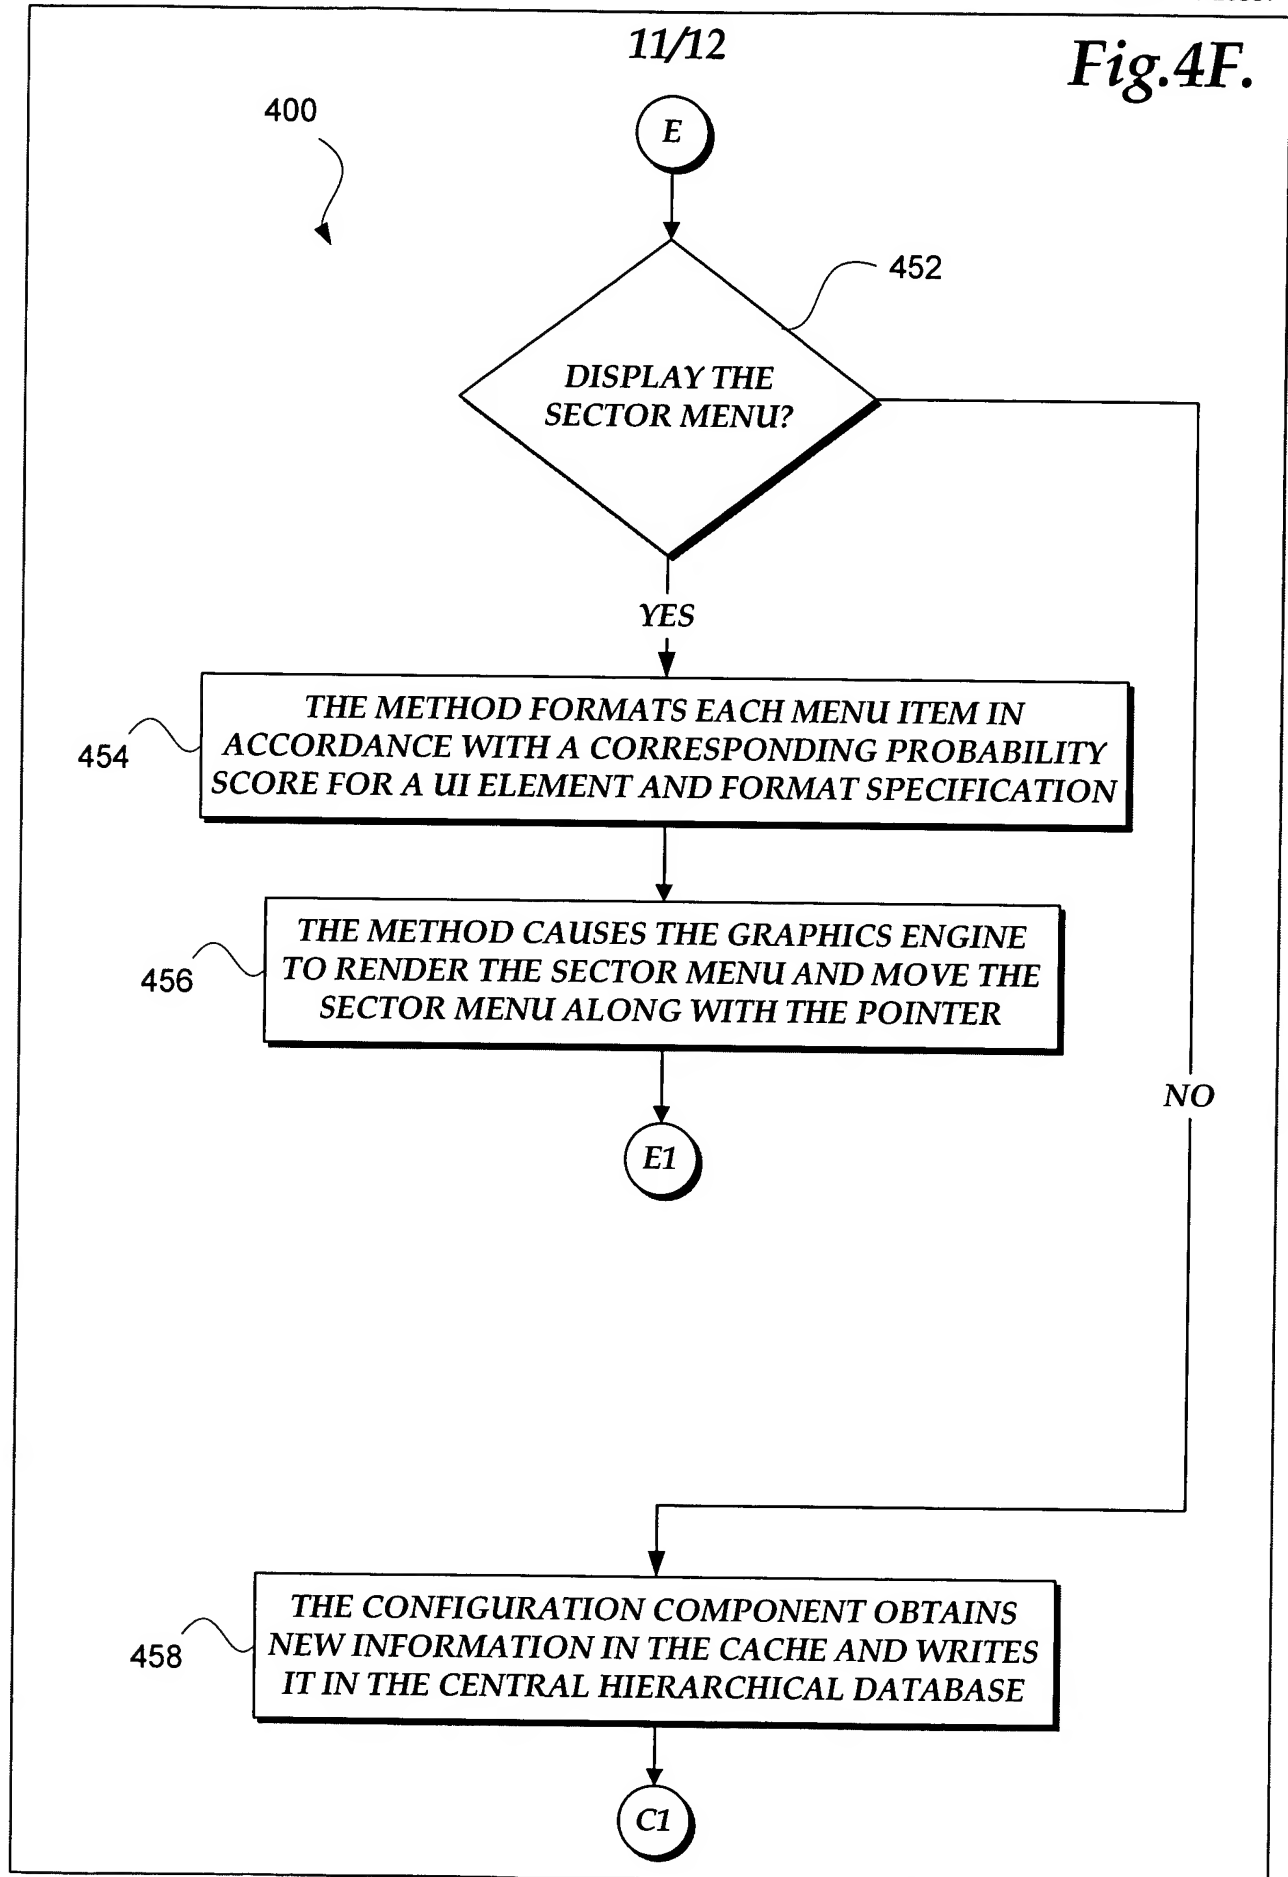 11/12
Fig.4F.
400
E
452
DISPLAY THE
SECTOR MENU?
YES
454
THE METHOD FORMATS EACH MENU ITEM IN
ACCORDANCE WITH A CORRESPONDING PROBABILITY
SCORE FOR A UI ELEMENT AND FORMAT SPECIFICATION
456
THE METHOD CAUSES THE GRAPHICS ENGINE
TO RENDER THE SECTOR MENU AND MOVE THE
SECTOR MENU ALONG WITH THE POINTER
NO
E1
458
THE CONFIGURATION COMPONENT OBTAINS
NEW INFORMATION IN THE CACHE AND WRITES
IT IN THE CENTRAL HIERARCHICAL DATABASE
C1